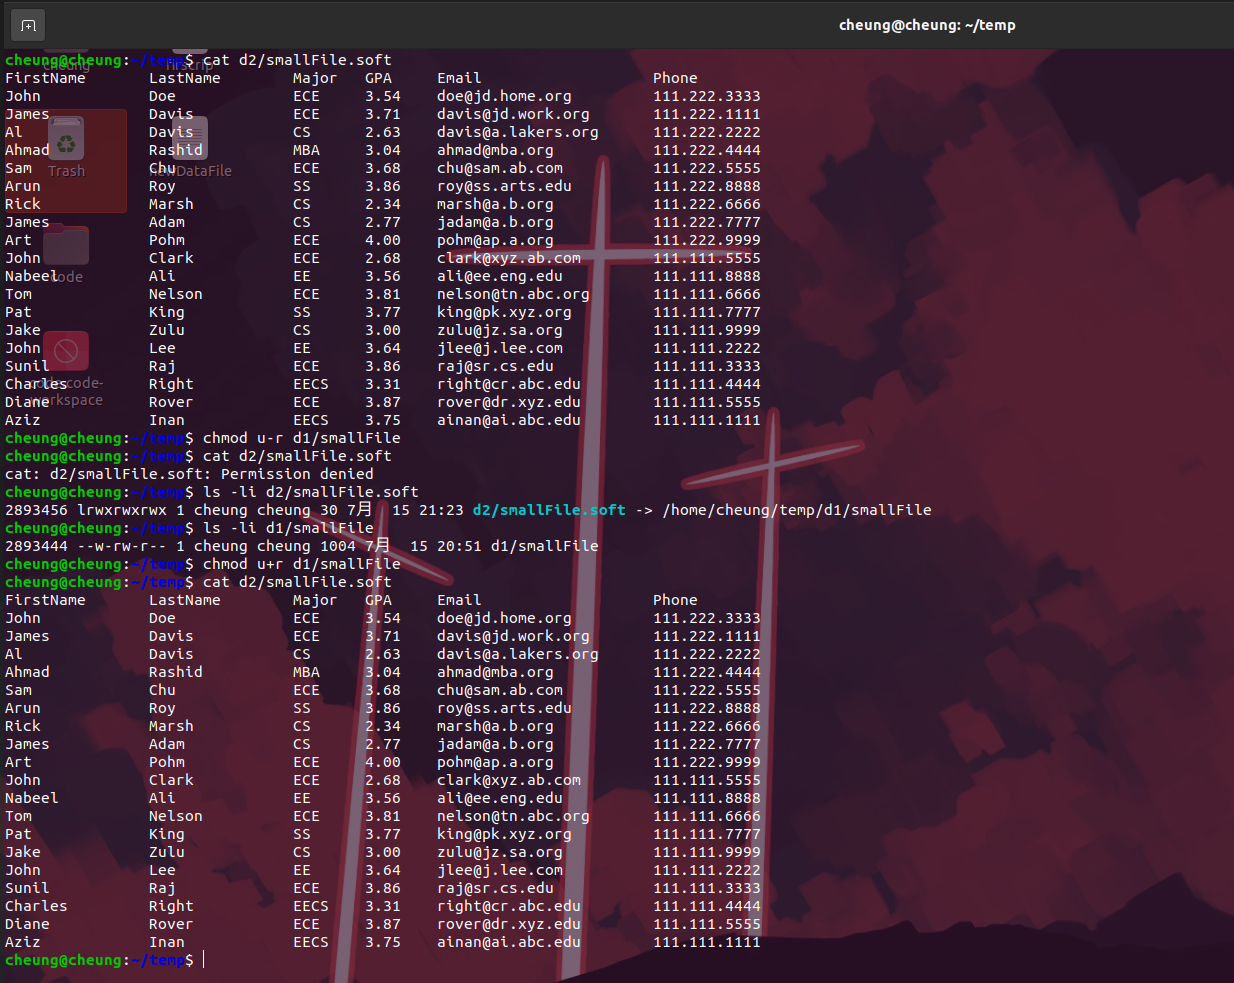 cheung@cheung: ~/temp
cheung@cheung:~/temp$ cat d2/smallFile.soft
FirstName LastName Major GPA Email Phone
John Doe ECE 3.54 doe@jd.home.org 111.222.3333
James Davis ECE 3.71 davis@jd.work.org 111.222.1111
Al Davis CS 2.63 davis@a.lakers.org 111.222.2222
Ahmad Rashid MBA 3.04 ahmad@mba.org 111.222.4444
Sam Chu ECE 3.68 chu@sam.ab.com 111.222.5555
Arun Roy SS 3.86 roy@ss.arts.edu 111.222.8888
Rick Marsh CS 2.34 marsh@a.b.org 111.222.6666
James Adam CS 2.77 jadam@a.b.org 111.222.7777
Art Pohm ECE 4.00 pohm@ap.a.org 111.222.9999
John Clark ECE 2.68 clark@xyz.ab.com 111.111.5555
Nabeel Ali EE 3.56 ali@ee.eng.edu 111.111.8888
Tom Nelson ECE 3.81 nelson@tn.abc.org 111.111.6666
Pat King SS 3.77 king@pk.xyz.org 111.111.7777
Jake Zulu CS 3.00 zulu@jz.sa.org 111.111.9999
John Lee EE 3.64 jlee@j.lee.com 111.111.2222
Sunil Raj ECE 3.86 raj@sr.cs.edu 111.111.3333
Charles Right EECS 3.31 right@cr.abc.edu 111.111.4444
Diane Rover ECE 3.87 rover@dr.xyz.edu 111.111.5555
Aziz Inan EECS 3.75 ainan@ai.abc.edu 111.111.1111
cheung@cheung:~/temp$ chmod u-r d1/smallFile
cheung@cheung:~/temp$ cat d2/smallFile.soft
cat: d2/smallFile.soft: Permission denied
cheung@cheung:~/temp$ ls -li d2/smallFile.soft
2893456 lrwxrwxrwx 1 cheung cheung 30 7月 15 21:23 d2/smallFile.soft -> /home/cheung/temp/d1/smallFile
cheung@cheung:~/temp$ ls -li d1/smallFile
2893444 --w-rw-r-- 1 cheung cheung 1004 7月 15 20:51 d1/smallFile
cheung@cheung:~/temp$ chmod u+r d1/smallFile
cheung@cheung:~/temp$ cat d2/smallFile.soft
FirstName LastName Major GPA Email Phone
John Doe ECE 3.54 doe@jd.home.org 111.222.3333
James Davis ECE 3.71 davis@jd.work.org 111.222.1111
Al Davis CS 2.63 davis@a.lakers.org 111.222.2222
Ahmad Rashid MBA 3.04 ahmad@mba.org 111.222.4444
Sam Chu ECE 3.68 chu@sam.ab.com 111.222.5555
Arun Roy SS 3.86 roy@ss.arts.edu 111.222.8888
Rick Marsh CS 2.34 marsh@a.b.org 111.222.6666
James Adam CS 2.77 jadam@a.b.org 111.222.7777
Art Pohm ECE 4.00 pohm@ap.a.org 111.222.9999
John Clark ECE 2.68 clark@xyz.ab.com 111.111.5555
Nabeel Ali EE 3.56 ali@ee.eng.edu 111.111.8888
Tom Nelson ECE 3.81 nelson@tn.abc.org 111.111.6666
Pat King SS 3.77 king@pk.xyz.org 111.111.7777
Jake Zulu CS 3.00 zulu@jz.sa.org 111.111.9999
John Lee EE 3.64 jlee@j.lee.com 111.111.2222
Sunil Raj ECE 3.86 raj@sr.cs.edu 111.111.3333
Charles Right EECS 3.31 right@cr.abc.edu 111.111.4444
Diane Rover ECE 3.87 rover@dr.xyz.edu 111.111.5555
Aziz Inan EECS 3.75 ainan@ai.abc.edu 111.111.1111
cheung@cheung:~/temp$
cheung
Trash
code
workspace